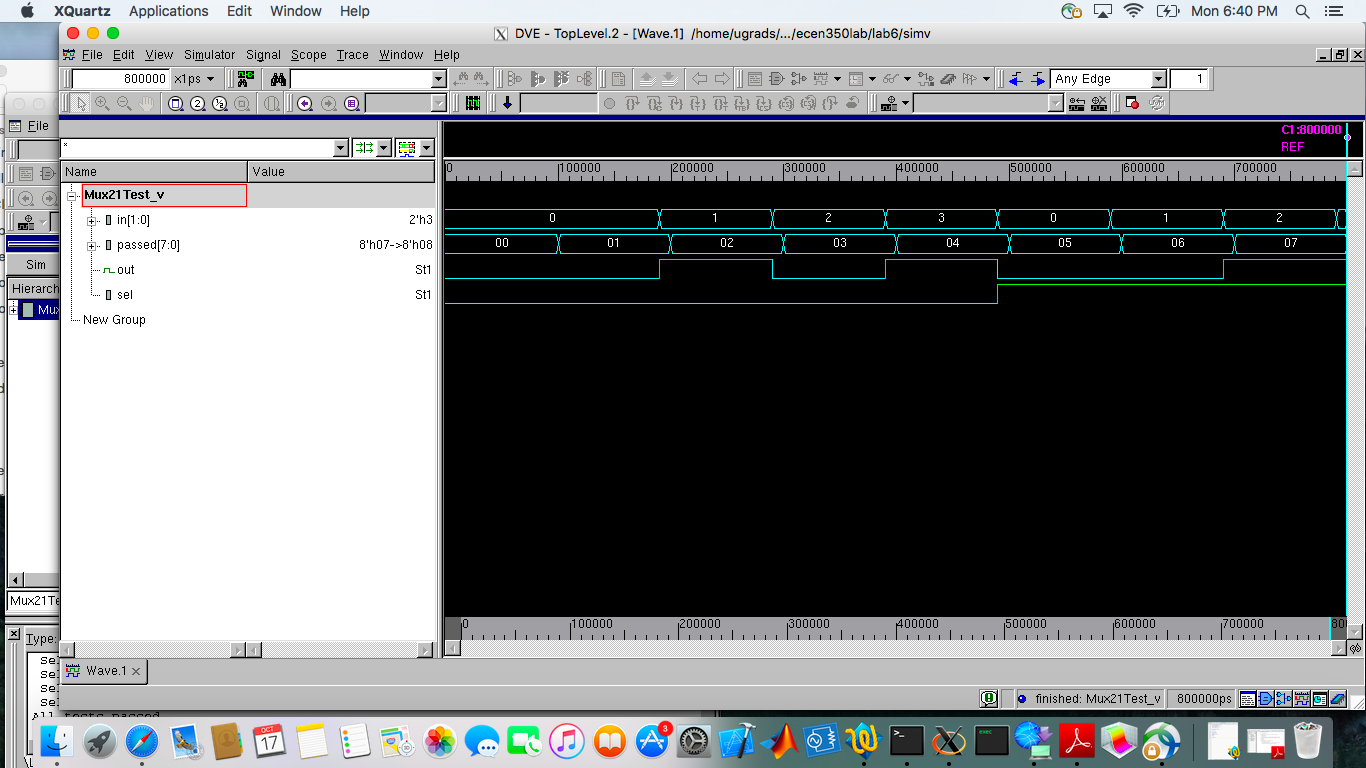 XQuartz Applications Edit Window Help
Mon 6:40 PM
DVE - TopLevel.2 - [Wave.1] /home/ugrads/.../ecen350lab/lab6/simv
File Edit View Simulator Signal Scope Trace Window Help
800000 x1ps
Any Edge
1
File
*
C1:800000
REF
Name Value
0 100000 200000 300000 400000 500000 600000 700000
Mux21Test_v
in[1:0] 2'h3
0 1 2 3 0 1 2
passed[7:0] 8'h07->8'h08
00 01 02 03 04 05 06 07
out St1
sel St1
New Group
Sim
Hierarch
Mux
Mux21Te
0 100000 200000 300000 400000 500000 600000 700000 800
Type:
Wave.1
finished: Mux21Test_v 800000ps
All tests passed
OCT
17
3